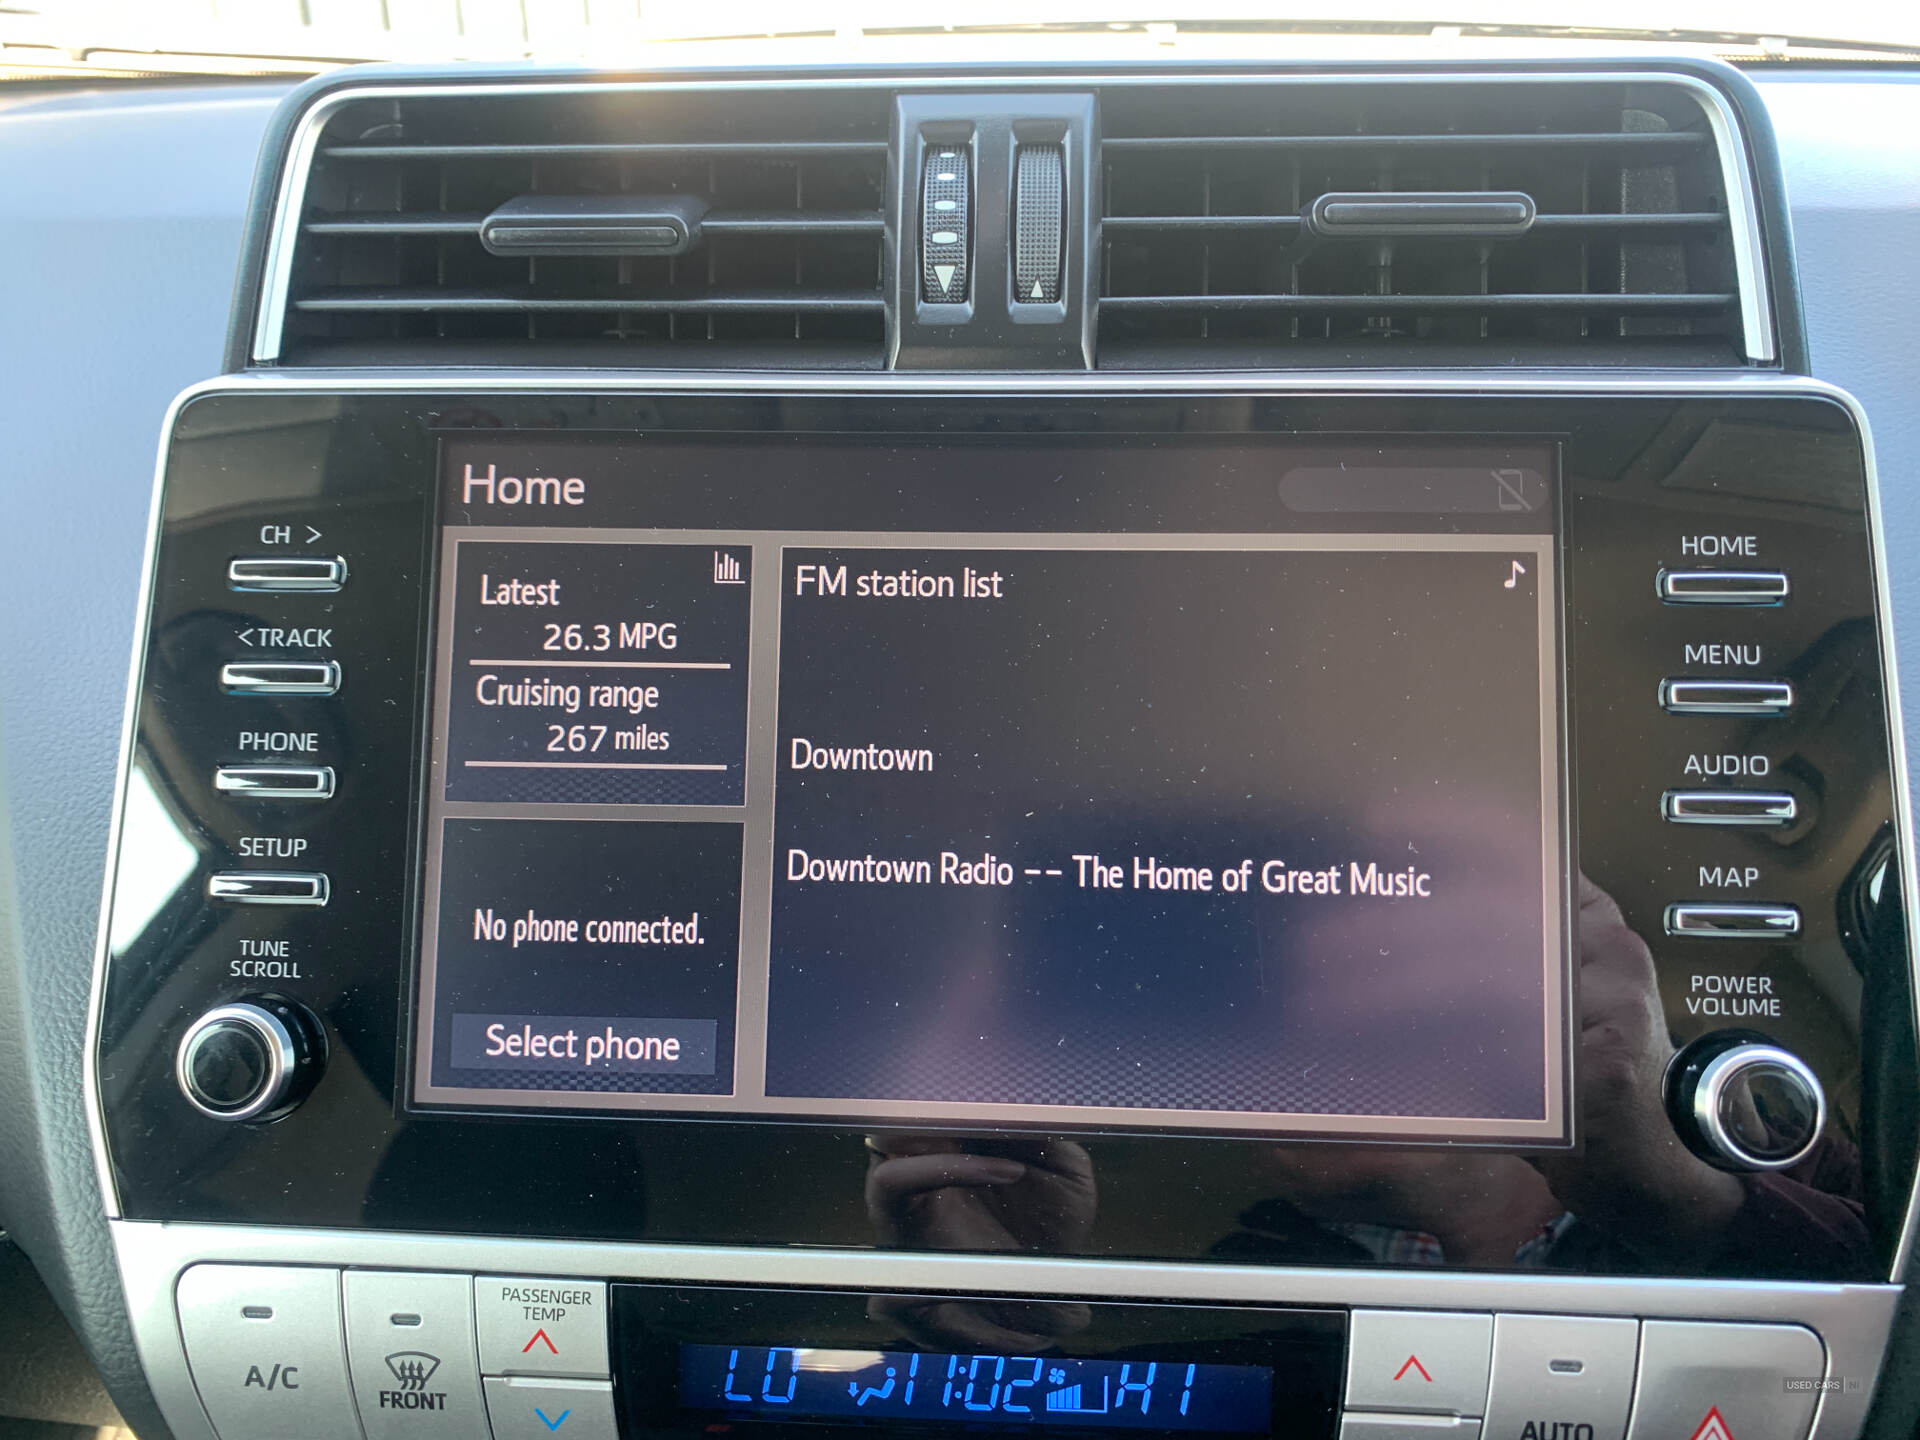 Home
CH >
Latest
26.3 MPG
Cruising range
267 miles
FM station list
Downtown
Downtown Radio -- The Home of Great Music
No phone connected.
Select phone
< TRACK
PHONE
SETUP
TUNE
SCROLL
HOME
MENU
AUDIO
MAP
POWER
VOLUME
PASSENGER
TEMP
A/C
FRONT
LO 11:02 HI
AUTO
USED CARS NI